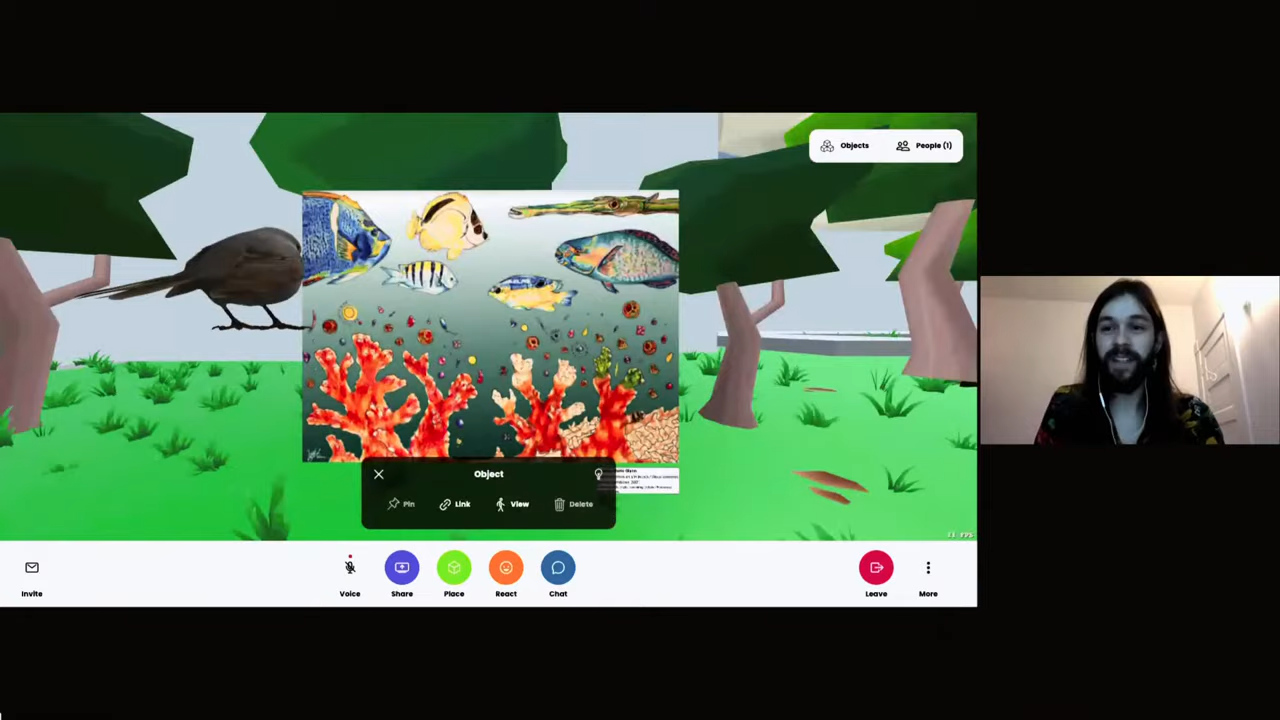 Objects
People (1)
Object
Pin
Link
View
Delete
Invite
Voice
Share
Place
React
Chat
Leave
More